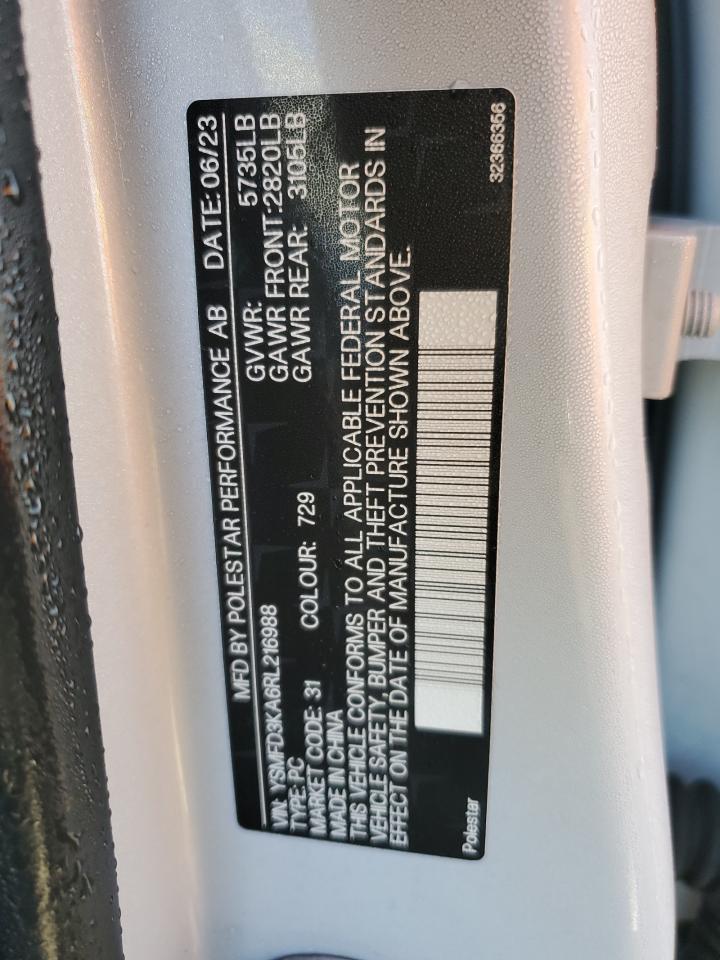 MFD BY POLESTAR PERFORMANCE AB DATE: 06/23
VIN: YSMFD3KA6RL216988 GVWR: 5735LB
TYPE: PC GAWR FRONT: 2820LB
MARKET CODE: 31 COLOUR: 729 GAWR REAR: 3105LB
MADE IN CHINA
THIS VEHICLE CONFORMS TO ALL APPLICABLE FEDERAL MOTOR
VEHICLE SAFETY, BUMPER AND THEFT PREVENTION STANDARDS IN
EFFECT ON THE DATE OF MANUFACTURE SHOWN ABOVE.
Polestar 32366356